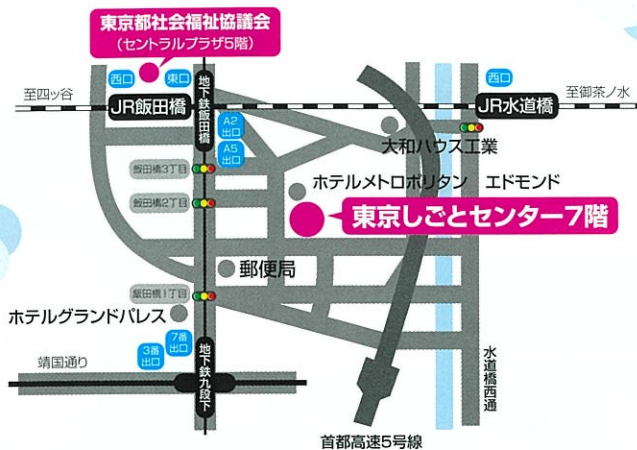 東京都社会福祉協議会
(セントラルプラザ5階)
西口
東口
西口
至四ッ谷
JR飯田橋
地下鉄飯田橋
JR水道橋
至御茶ノ水
A2
出口
A5
出口
大和ハウス工業
飯田橋3丁目
ホテルメトロポリタン エドモンド
飯田橋2丁目
東京しごとセンター7階
郵便局
飯田橋1丁目
ホテルグランドパレス
7番
出口
3番
出口
靖国通り
地下鉄九段下
水道橋西通
首都高速5号線